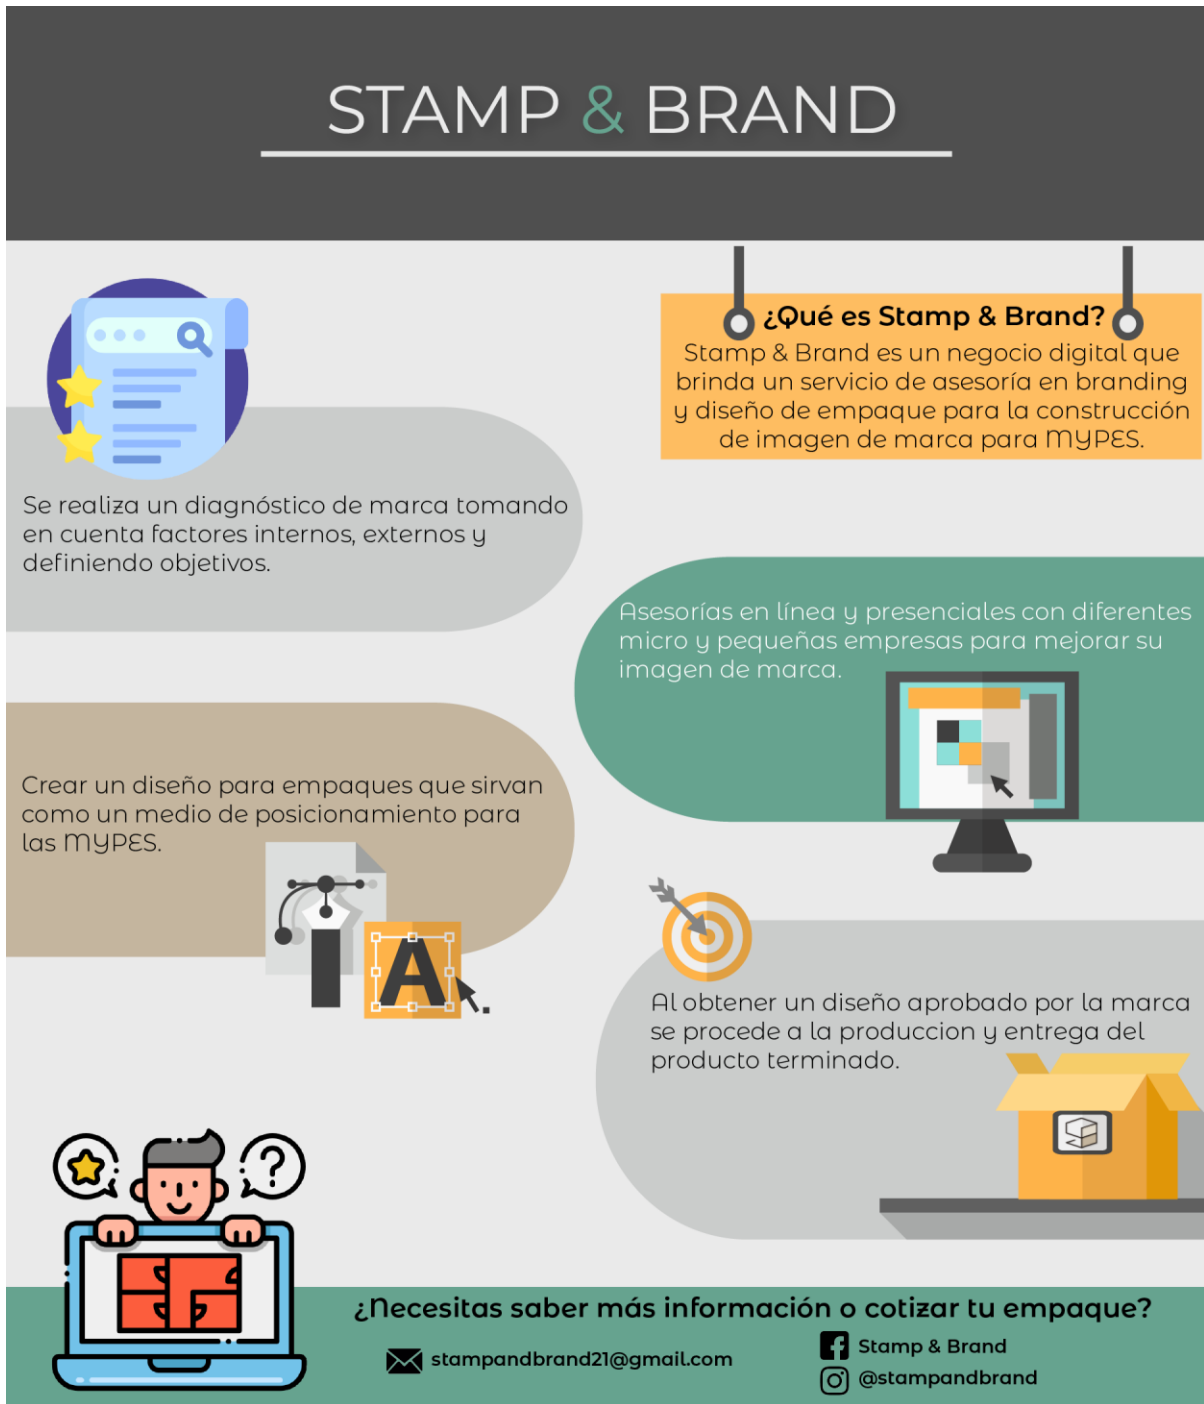 STAMP & BRAND
¿Qué es Stamp & Brand?
Stamp & Brand es un negocio digital que
brinda un servicio de asesoría en branding
y diseño de empaque para la construcción
de imagen de marca para MYPES.
Se realiza un diagnóstico de marca tomando
en cuenta factores internos, externos y
definiendo objetivos.
Asesorías en línea y presenciales con diferentes
micro y pequeñas empresas para mejorar su
imagen de marca.
Crear un diseño para empaques que sirvan
como un medio de posicionamiento para
las MYPES.
A
Al obtener un diseño aprobado por la marca
se procede a la produccion y entrega del
producto terminado.
?
¿Necesitas saber más información o cotizar tu empaque?
stampandbrand21@gmail.com
Stamp & Brand
@stampandbrand